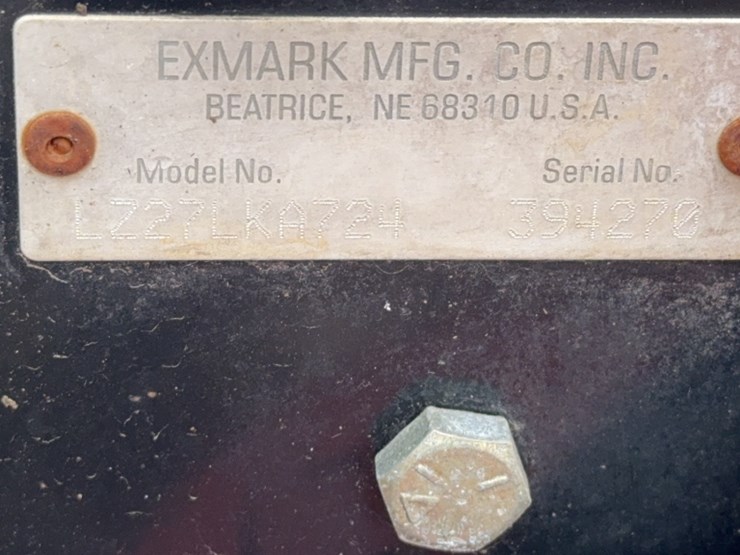 EXMARK MFG. CO. INC.
BEATRICE, NE 68310 U.S.A.
Model No. Serial No.
LZ27LKA724 394270